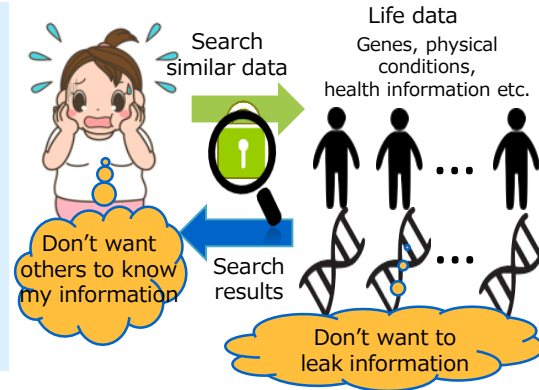 Life data
Genes, physical
conditions,
health information etc.
Search
similar data
Don't want
others to know
my information
Search
results
Don't want to
leak information